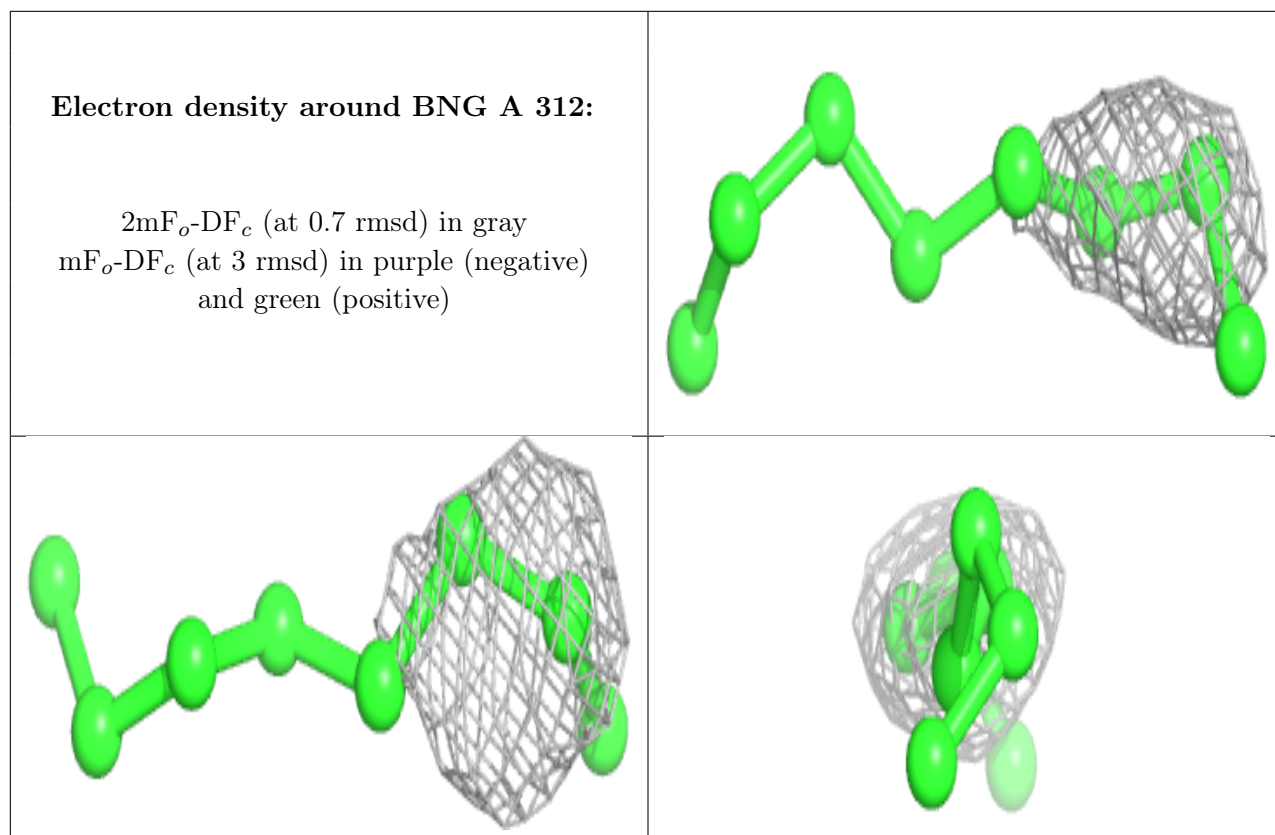 Electron density around BNG A 312:
2mFo-DFc (at 0.7 rmsd) in gray
mFo-DFc (at 3 rmsd) in purple (negative)
and green (positive)